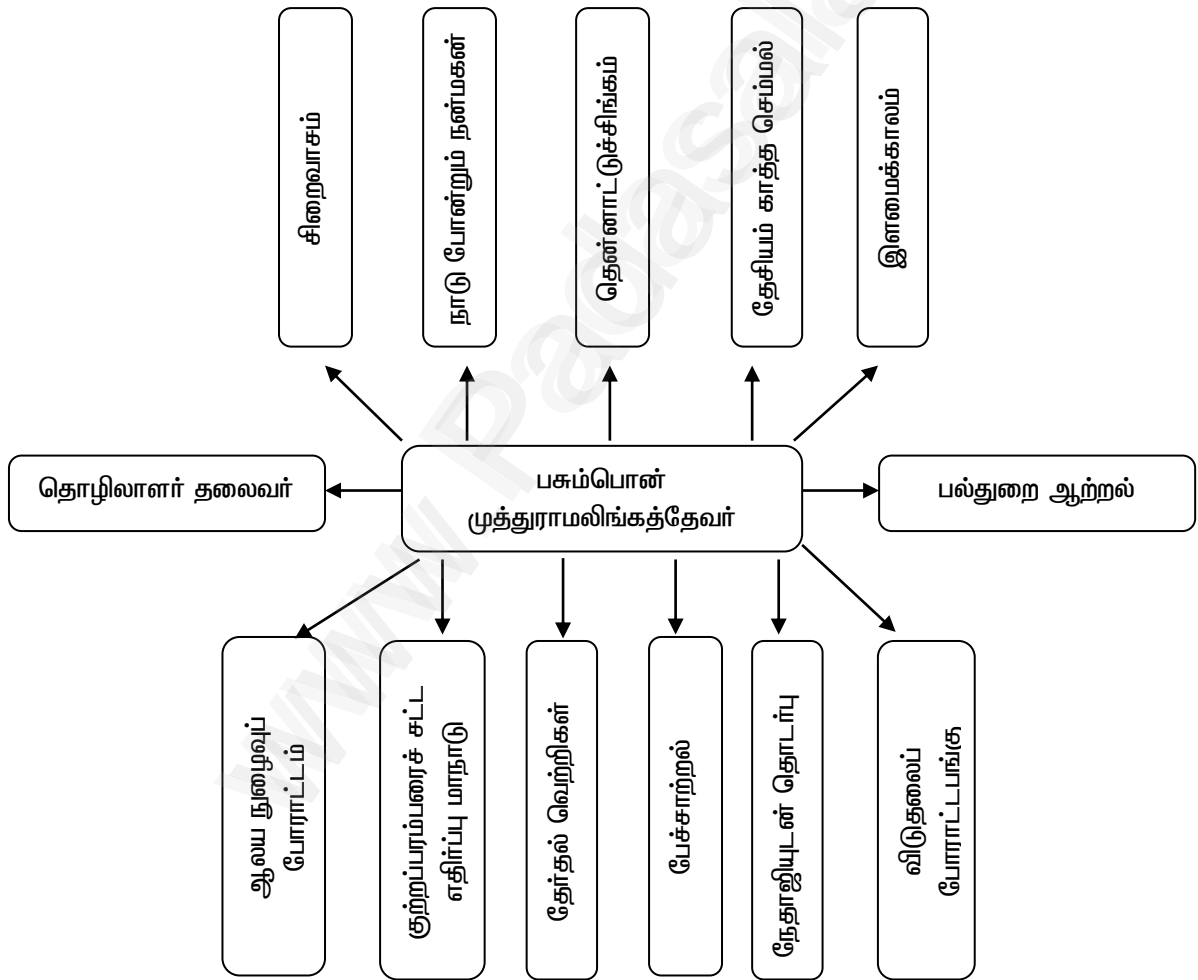 சிறைவாசம்
நாடு போன்றும் நன்மகன்
தென்னாட்டுச்சிங்கம்
தேசியம் காத்த செம்மல்
இளமைக்காலம்
தொழிலாளர் தலைவர்
பசும்பொன்
முத்துராமலிங்கத்தேவர்
பல்துறை ஆற்றல்
ஆலய நுழைவுப்
போராட்டம்
குற்றப்பரம்பரைச் சட்ட
எதிர்ப்பு மாநாடு
தேர்தல் வெற்றிகள்
பேச்சாற்றல்
நேதாஜியுடன் தொடர்பு
விடுதலைப்
போராட்டபங்கு